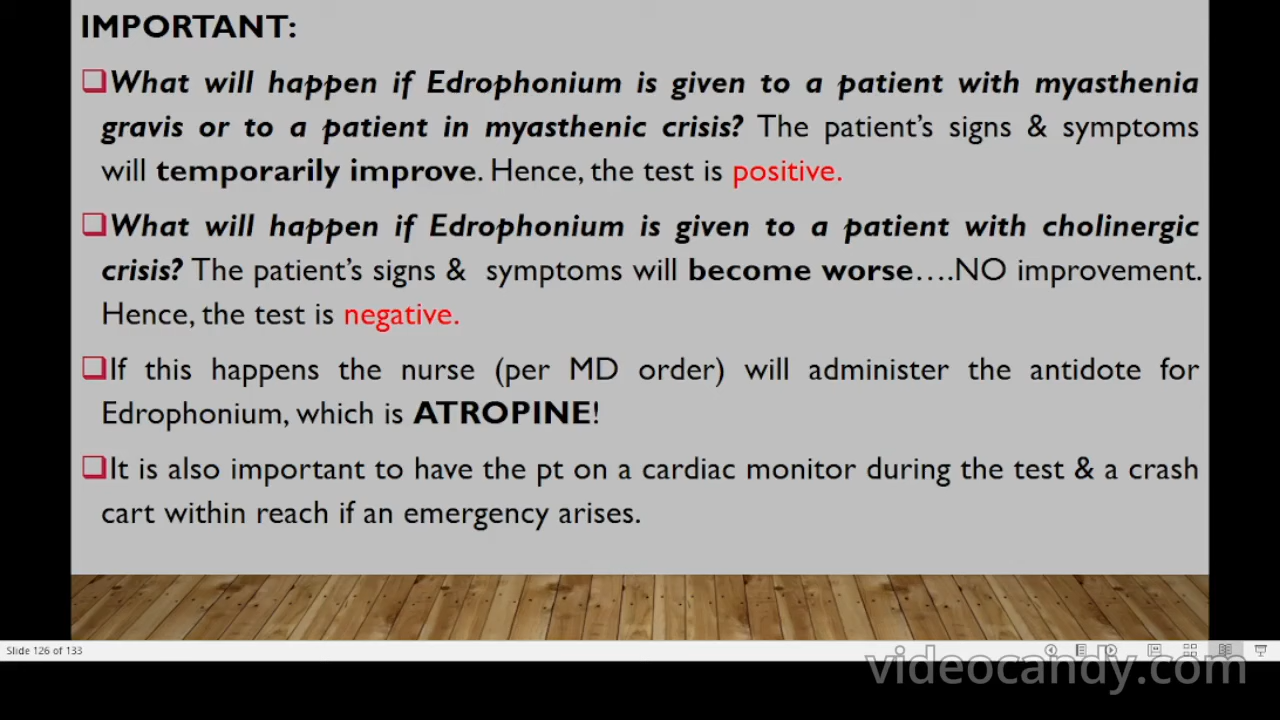 IMPORTANT:
❑What will happen if Edrophonium is given to a patient with myasthenia
gravis or to a patient in myasthenic crisis? The patient's signs & symptoms
will temporarily improve. Hence, the test is positive.
❑What will happen if Edrophonium is given to a patient with cholinergic
crisis? The patient's signs & symptoms will become worse....NO improvement.
Hence, the test is negative.
❑If this happens the nurse (per MD order) will administer the antidote for
Edrophonium, which is ATROPINE!
❑It is also important to have the pt on a cardiac monitor during the test & a crash
cart within reach if an emergency arises.
Slide 126 of 133
videocandy.com